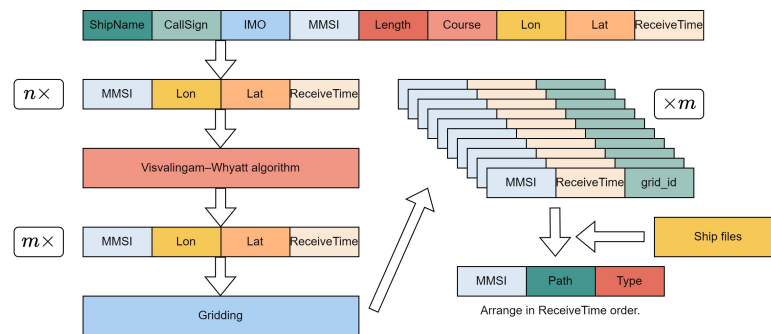 ShipName CallSign IMO MMSI Length Course Lon Lat ReceiveTime
n×
MMSI Lon Lat ReceiveTime
Visvalingam–Whyatt algorithm
m×
MMSI Lon Lat ReceiveTime
Gridding
×m
MMSI ReceiveTime grid_id
Ship files
MMSI Path Type
Arrange in ReceiveTime order.